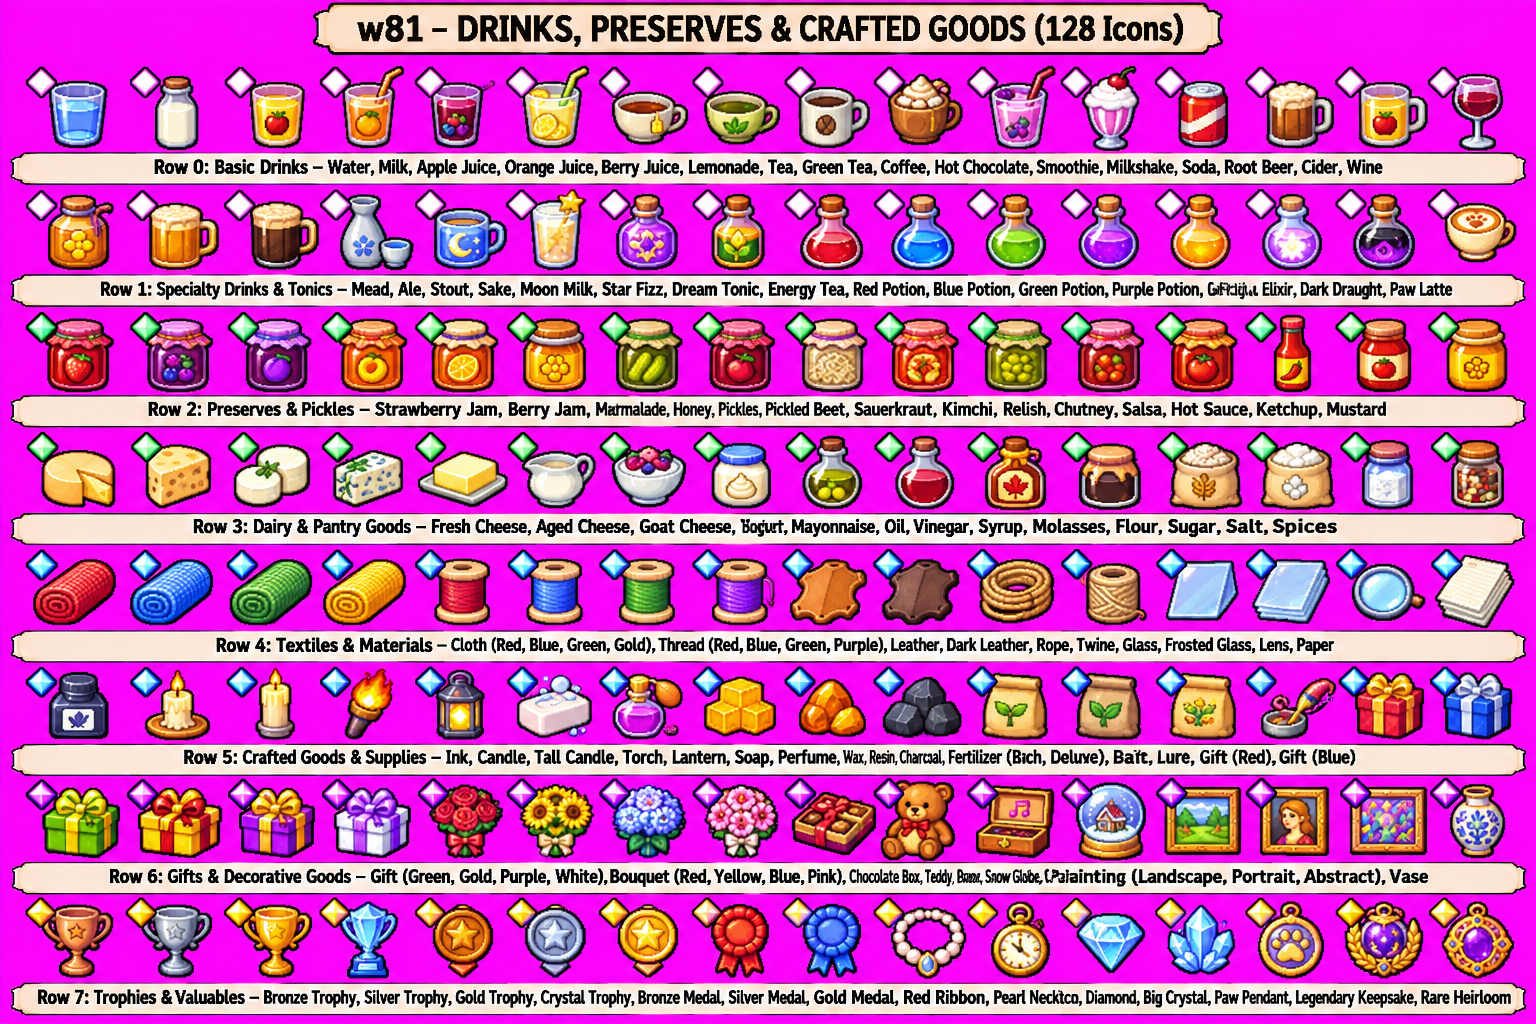 w81 – DRINKS, PRESERVES & CRAFTED GOODS (128 Icons)
Row 0: Basic Drinks – Water, Milk, Apple Juice, Orange Juice, Berry Juice, Lemonade, Tea, Green Tea, Coffee, Hot Chocolate, Smoothie, Milkshake, Soda, Root Beer, Cider, Wine
Row 1: Specialty Drinks & Tonics – Mead, Ale, Stout, Sake, Moon Milk, Star Fizz, Dream Tonic, Energy Tea, Red Potion, Blue Potion, Green Potion, Purple Potion, Elixir, Dark Draught, Paw Latte
Row 2: Preserves & Pickles – Strawberry Jam, Berry Jam, Marmalade, Honey, Pickles, Pickled Beet, Sauerkraut, Kimchi, Relish, Chutney, Salsa, Hot Sauce, Ketchup, Mustard
Row 3: Dairy & Pantry Goods – Fresh Cheese, Aged Cheese, Goat Cheese, Yogurt, Mayonnaise, Oil, Vinegar, Syrup, Molasses, Flour, Sugar, Salt, Spices
Row 4: Textiles & Materials – Cloth (Red, Blue, Green, Gold), Thread (Red, Blue, Green, Purple), Leather, Dark Leather, Rope, Twine, Glass, Frosted Glass, Lens, Paper
Row 5: Crafted Goods & Supplies – Ink, Candle, Tall Candle, Torch, Lantern, Soap, Perfume, Wax, Resin, Charcoal, Fertilizer (Rich, Deluxe), Bait, Lure, Gift (Red), Gift (Blue)
Row 6: Gifts & Decorative Goods – Gift (Green, Gold, Purple, White), Bouquet (Red, Yellow, Blue, Pink), Chocolate Box, Teddy, Snow Globe, (Landscape, Portrait, Abstract), Vase
Row 7: Trophies & Valuables – Bronze Trophy, Silver Trophy, Gold Trophy, Crystal Trophy, Bronze Medal, Silver Medal, Gold Medal, Red Ribbon, Pearl Diamond, Big Crystal, Paw Pendant, Legendary Keepsake, Rare Heirloom